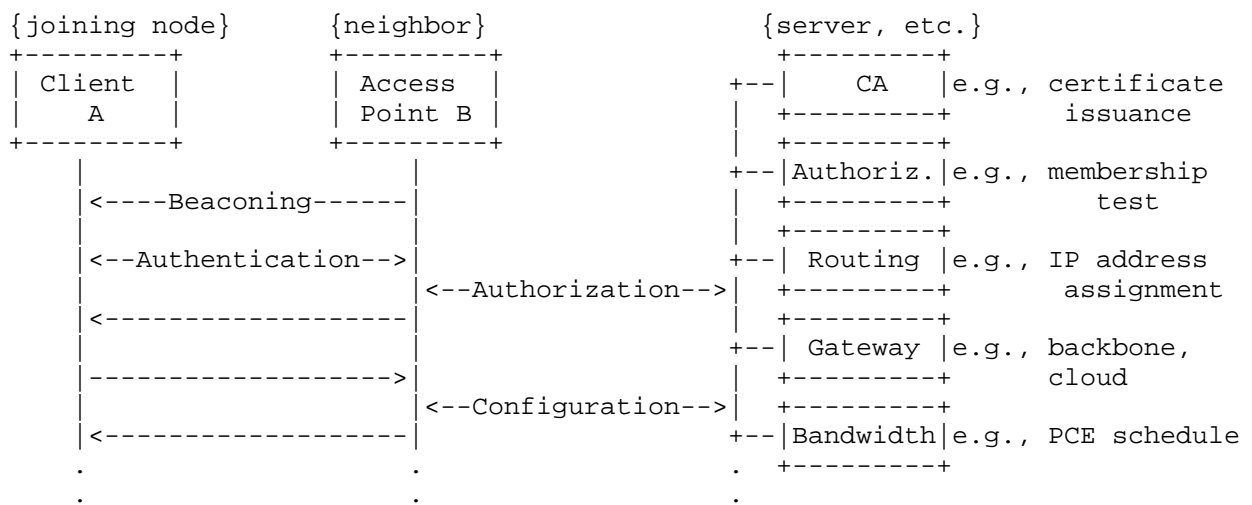 {joining node} {neighbor} {server, etc.}
Client Access CA e.g., certificate
A Point B issuance
Authoriz. e.g., membership
Beaconing test
Authentication Routing e.g., IP address
Authorization assignment
Gateway e.g., backbone,
cloud
Configuration
Bandwidth e.g., PCE schedule